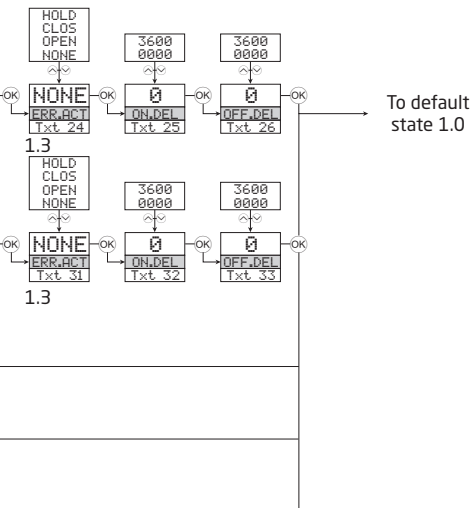 HOLD
CLOS
OPEN
NONE
3600
0000
3600
0000
OK NONE OK 0 OK 0 OK
ERR.ACT ON.DEL OFF.DEL
Txt 24 Txt 25 Txt 26
1.3
To default
state 1.0
HOLD
CLOS
OPEN
NONE
3600
0000
3600
0000
OK NONE OK 0 OK 0 OK
ERR.ACT ON.DEL OFF.DEL
Txt 31 Txt 32 Txt 33
1.3